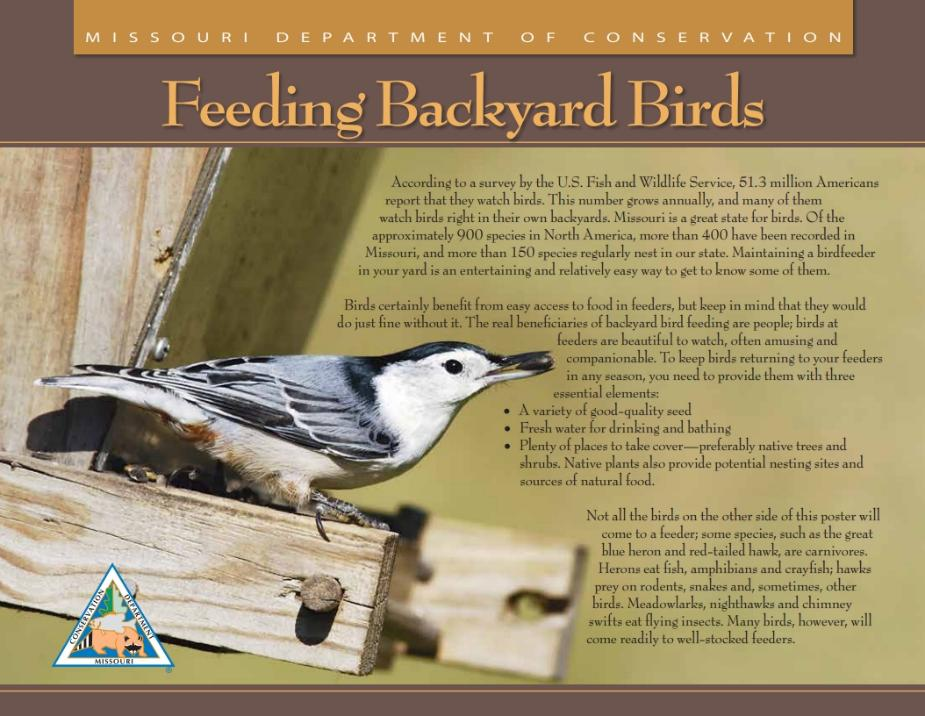 MISSOURI DEPARTMENT OF CONSERVATION
Feeding Backyard Birds
According to a survey by the U.S. Fish and Wildlife Service, 51.3 million Americans
report that they watch birds. This number grows annually, and many of them
watch birds right in their own backyards. Missouri is a great state for birds. Of the
approximately 900 species in North America, more than 400 have been recorded in
Missouri, and more than 150 species regularly nest in our state. Maintaining a birdfeeder
in your yard is an entertaining and relatively easy way to get to know some of them.
Birds certainly benefit from easy access to food in feeders, but keep in mind that they would
do just fine without it. The real beneficiaries of backyard bird feeding are people; birds at
feeders are beautiful to watch, often amusing and
companionable. To keep birds returning to your feeders
in any season, you need to provide them with three
essential elements:
• A variety of good-quality seed
• Fresh water for drinking and bathing
• Plenty of places to take cover—preferably native trees and
shrubs. Native plants also provide potential nesting sites and
sources of natural food.
Not all the birds on the other side of this poster will
come to a feeder; some species, such as the great
blue heron and red-tailed hawk, are carnivores.
Herons eat fish, amphibians and crayfish; hawks
prey on rodents, snakes and, sometimes, other
birds. Meadowlarks, nighthawks and chimney
swifts eat flying insects. Many birds, however, will
come readily to well-stocked feeders.
CONSERVATION DEPARTMENT
MISSOURI
®